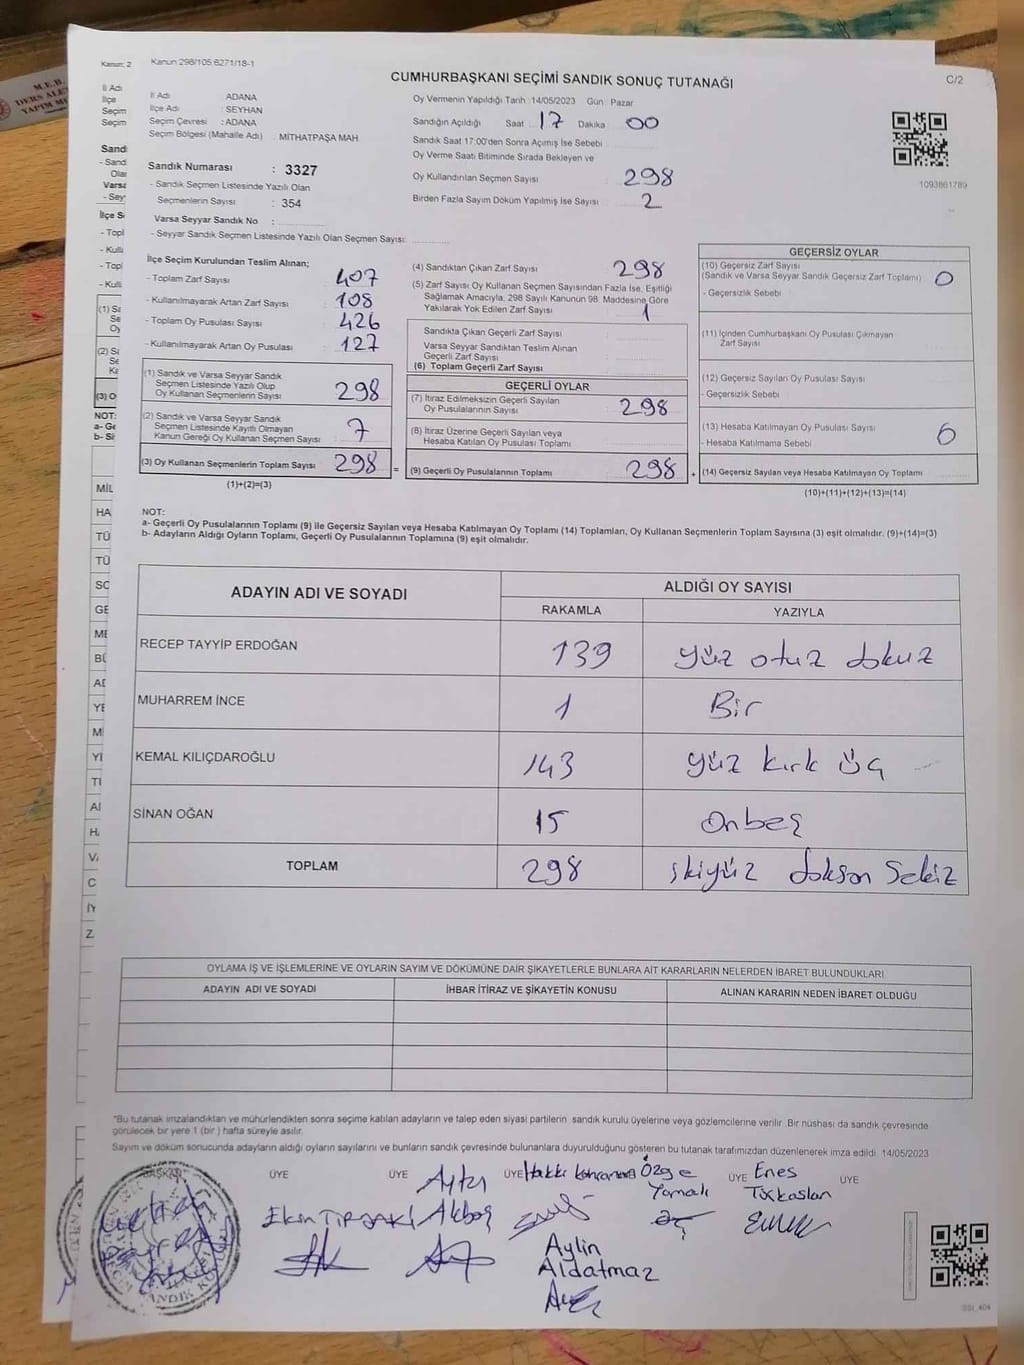 Kanun: 2
Kanun:298/105.6271/18-1
CUMHURBAŞKANI SEÇİMİ SANDIK SONUÇ TUTANAĞI
C/2
İl Adı ADANA
İlçe Adı : SEYHAN
Seçim Çevresi : ADANA
Seçim Bölgesi (Mahalle Adı) . MİTHATPAŞA MAH
Sandık Numarası : 3327
- Sandık Seçmen Listesinde Yazılı Olan
Seçmenlerin Sayısı : 354
Varsa Seyyar Sandık No :
- Seyyar Sandık Seçmen Listesinde Yazılı Olan Seçmen Sayısı:
Oy Vermenin Yapıldığı Tarih :14/05/2023 Gün : Pazar
Sandığın Açıldığı Saat 17 Dakika 00
Sandık Saat 17:00'den Sonra Açımış İse Sebebi
Oy Verme Saati Bitiminde Sırada Bekleyen ve
Oy Kullandırılan Seçmen Sayısı 298
Birden Fazla Sayım Döküm Yapılmış İse Sayısı 2
1093861789
İlçe Seçim Kurulundan Teslim Alınan;
- Toplam Zarf Sayısı : 407
- Kullanılmayarak Artan Zarf Sayısı : 108
- Toplam Oy Pusulası Sayısı : 426
- Kullanılmayarak Artan Oy Pusulası : 127
(1) Sandık ve Varsa Seyyar Sandık
Seçmen Listesinde Yazılı Olup
Oy Kullanan Seçmenlerin Sayısı 298
(2) Sandık ve Varsa Seyyar Sandık
Seçmen Listesinde Kayıtlı Olmayan
Kanun Gereği Oy Kullanan Seçmen Sayısı 7
(3) Oy Kullanan Seçmenlerin Toplam Sayısı 298 =
(1)+(2)=(3)
(4) Sandıktan Çıkan Zarf Sayısı 298
(5) Zarf Sayısı Oy Kullanan Seçmen Sayısından Fazla İse, Eşitliği
Sağlamak Amacıyla; 298 Sayılı Kanunun 98. Maddesine Göre
Yakılarak Yok Edilen Zarf Sayısı 1
Sandıkta Çıkan Geçerli Zarf Sayısı
Varsa Seyyar Sandıktan Teslim Alınan
Geçerli Zarf Sayısı
(6) Toplam Geçerli Zarf Sayısı
GEÇERLİ OYLAR
(7) İtiraz Edilmeksizin Geçerli Sayılan
Oy Pusulalarının Sayısı 298
(8) İtiraz Üzerine Geçerli Sayılan veya
Hesaba Katılan Oy Pusulası Toplamı
(9) Geçerli Oy Pusulalarının Toplamı 298 +
GEÇERSİZ OYLAR
(10) Geçersiz Zarf Sayısı
(Sandık ve Varsa Seyyar Sandık Geçersiz Zarf Toplamı) 0
- Geçersizlik Sebebi
(11) İçinden Cumhurbaşkanı Oy Pusulası Çıkmayan
Zarf Sayısı
(12) Geçersiz Sayılan Oy Pusulası Sayısı
- Geçersizlik Sebebi
(13) Hesaba Katılmayan Oy Pusulası Sayısı
- Hesaba Katılmama Sebebi
(14) Geçersiz Sayılan veya Hesaba Katılmayan Oy Toplamı
(10)+(11)+(12)+(13)=(14)
NOT:
a- Geçerli Oy Pusulalarının Toplamı (9) ile Geçersiz Sayılan veya Hesaba Katılmayan Oy Toplamı (14) Toplamları, Oy Kullanan Seçmenlerin Toplam Sayısına (3) eşit olmalıdır. (9)+(14)=(3)
b- Adayların Aldığı Oyların Toplamı, Geçerli Oy Pusulalarının Toplamına (9) eşit olmalıdır.
ADAYIN ADI VE SOYADI ALDIĞI OY SAYISI
RAKAMLA YAZIYLA
RECEP TAYYİP ERDOĞAN 139 yüz otuz dokuz
MUHARREM İNCE 1 Bir
KEMAL KILIÇDAROĞLU 143 yüz kırk üç
SİNAN OĞAN 15 onbeş
TOPLAM 298 ikiyüz doksan sekiz
OYLAMA İŞ VE İŞLEMLERİNE VE OYLARIN SAYIM VE DÖKÜMÜNE DAİR ŞİKAYETLERLE BUNLARA AİT KARARLARIN NELERDEN İBARET BULUNDUKLARI
ADAYIN ADI VE SOYADI İHBAR İTİRAZ VE ŞİKAYETİN KONUSU ALINAN KARARIN NEDEN İBARET OLDUĞU
*Bu tutanak imzalandıktan ve mühürlendikten sonra seçime katılan adayların ve talep eden siyasi partilerin sandık kurulu üyelerine veya gözlemcilerine verilir. Bir nüshası da sandık çevresinde
görülecek bir yere 1 (bir) hafta süreyle asılır.
Sayım ve döküm sonucunda adayların aldığı oyların sayılarını ve bunların sandık çevresinde bulunanlara duyurulduğunu gösteren bu tutanak tarafımızdan düzenlenerek imza edildi. 14/05/2023
BAŞKAN ÜYE ÜYE ÜYE ÜYE ÜYE
Hakkı Özge Enes
Yamalı
Akbaş
Aylin
Aldatmaz